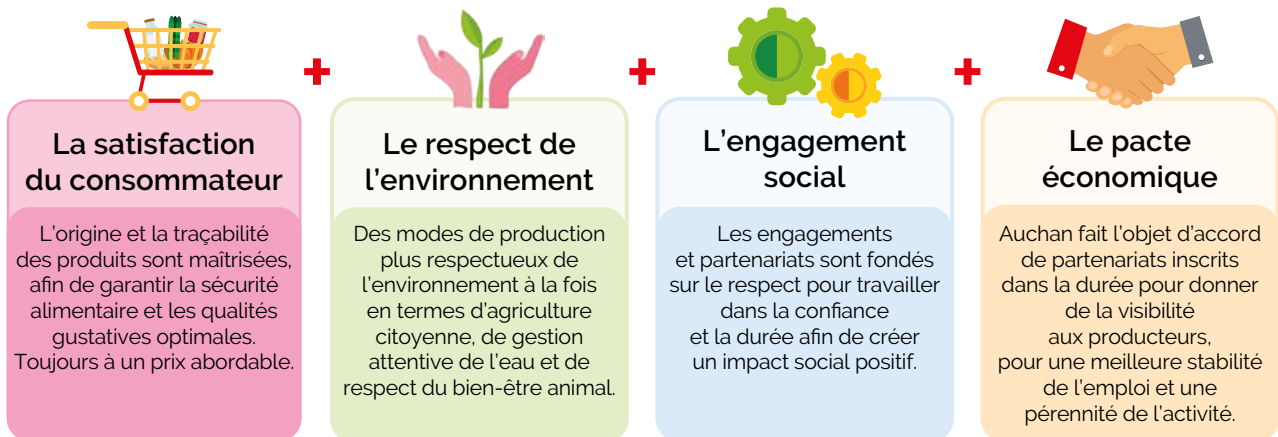 La satisfaction
du consommateur
L'origine et la traçabilité
des produits sont maîtrisées,
afin de garantir la sécurité
alimentaire et les qualités
gustatives optimales.
Toujours à un prix abordable.
Le respect de
l'environnement
Des modes de production
plus respectueux de
l'environnement à la fois
en termes d'agriculture
citoyenne, de gestion
attentive de l'eau et de
respect du bien-être animal.
L'engagement
social
Les engagements
et partenariats sont fondés
sur le respect pour travailler
dans la confiance
et la durée afin de créer
un impact social positif.
Le pacte
économique
Auchan fait l'objet d'accord
de partenariats inscrits
dans la durée pour donner
de la visibilité
aux producteurs,
pour une meilleure stabilité
de l'emploi et une
pérennité de l'activité.